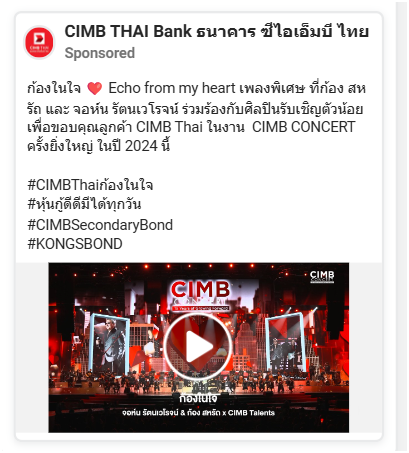 CIMB THAI Bank ธนาคาร ซีไอเอ็มบี ไทย
Sponsored
ก้องในใจ ❤️ Echo from my heart เพลงพิเศษ ที่ก้อง สห
รัถ และ จอห์น รัตนเวโรจน์ ร่วมร้องกับศิลปินรับเชิญตัวน้อย
เพื่อขอบคุณลูกค้า CIMB Thai ในงาน CIMB CONCERT
ครั้งยิ่งใหญ่ ในปี 2024 นี้
#CIMBThaiก้องในใจ
#หุ้นกู้ดีดีมีได้ทุกวัน
#CIMBSecondaryBond
#KONGSBOND
CIMB
CIMB
ก้องในใจ
จอห์น รัตนเวโรจน์ & ก้อง สหรัถ x CIMB Talents